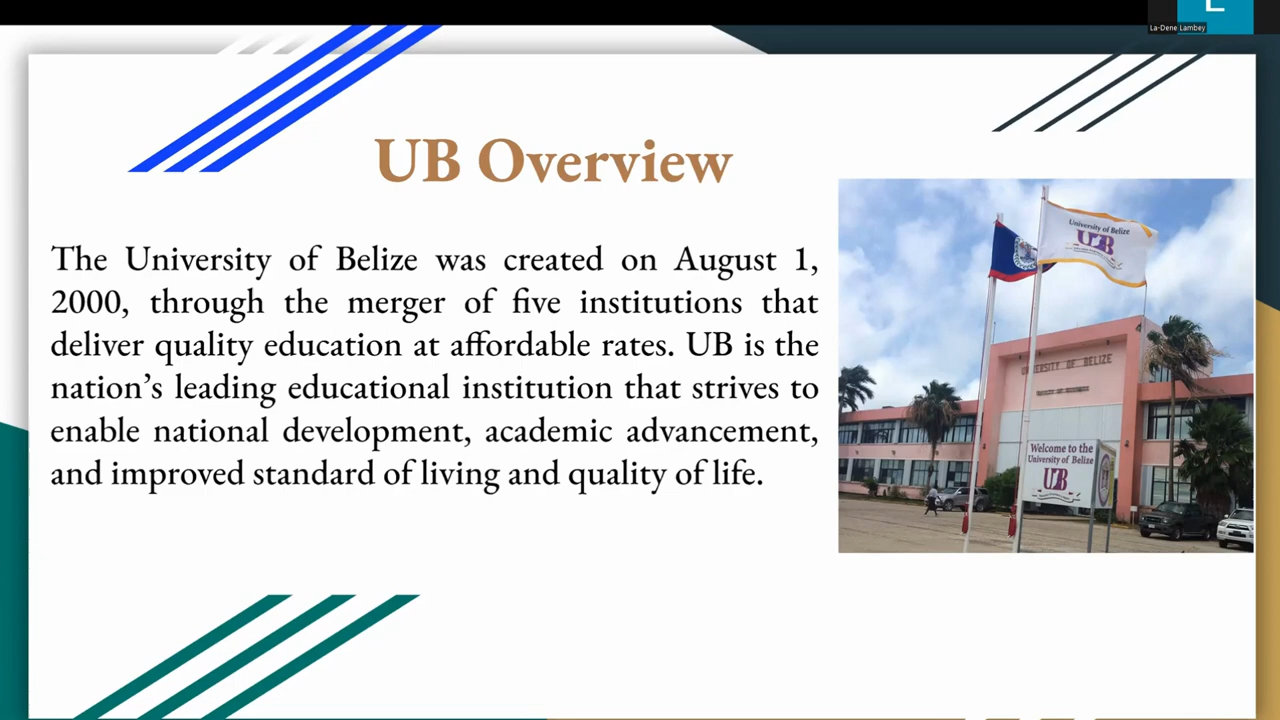 L
La-Dene Lambey
UB Overview
The University of Belize was created on August 1,
2000, through the merger of five institutions that
deliver quality education at affordable rates. UB is the
nation’s leading educational institution that strives to
enable national development, academic advancement,
and improved standard of living and quality of life.
University of Belize
UB
UNIVERSITY OF BELIZE
Welcome to the
University of Belize
UB